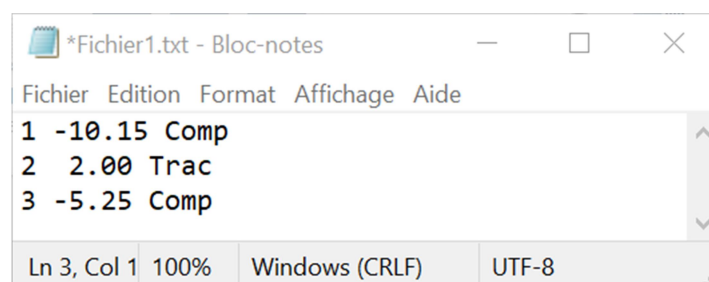 *Fichier1.txt - Bloc-notes
Fichier Edition Format Affichage Aide
1 -10.15 Comp
2  2.00 Trac
3 -5.25 Comp
Ln 3, Col 1 100% Windows (CRLF) UTF-8